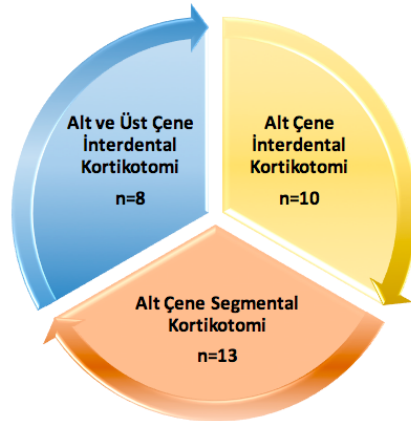 Alt ve Üst Çene
İnterdental
Kortikotomi
n=8
Alt Çene
İnterdental
Kortikotomi
n=10
Alt Çene Segmental
Kortikotomi
n=13